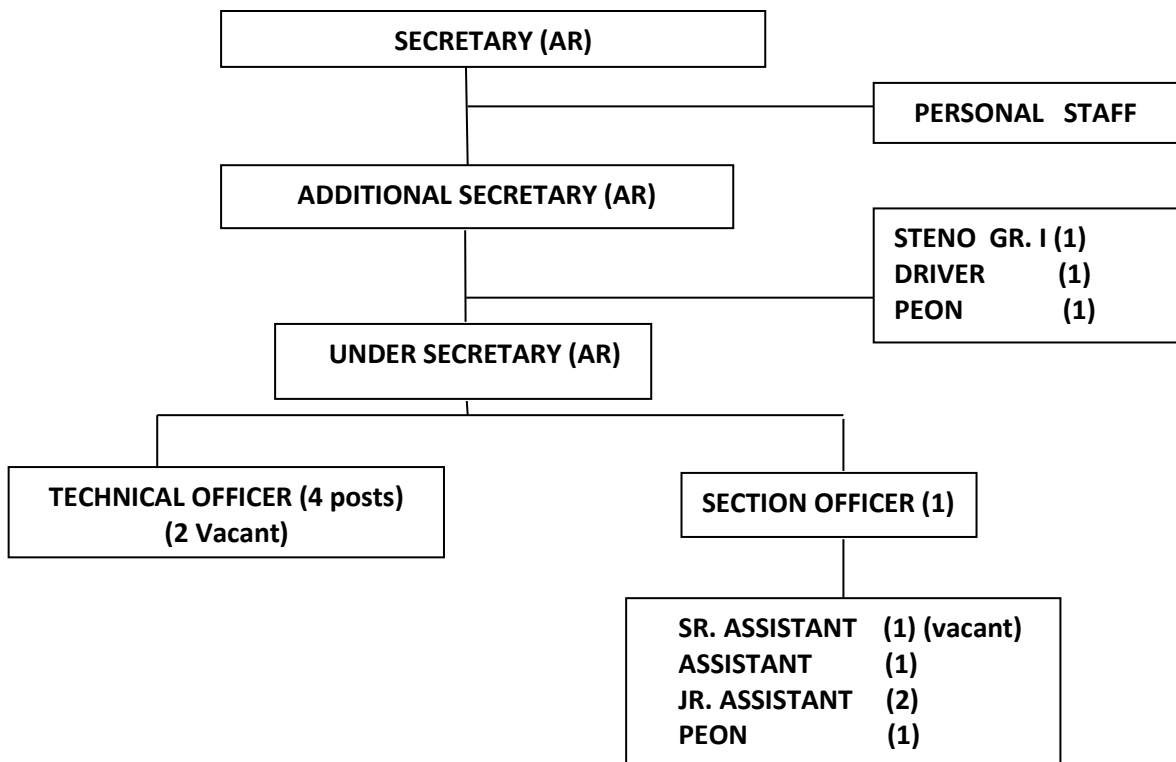 SECRETARY (AR)
PERSONAL STAFF
ADDITIONAL SECRETARY (AR)
STENO GR. I (1)
DRIVER (1)
PEON (1)
UNDER SECRETARY (AR)
TECHNICAL OFFICER (4 posts)
(2 Vacant)
SECTION OFFICER (1)
SR. ASSISTANT (1) (vacant)
ASSISTANT (1)
JR. ASSISTANT (2)
PEON (1)